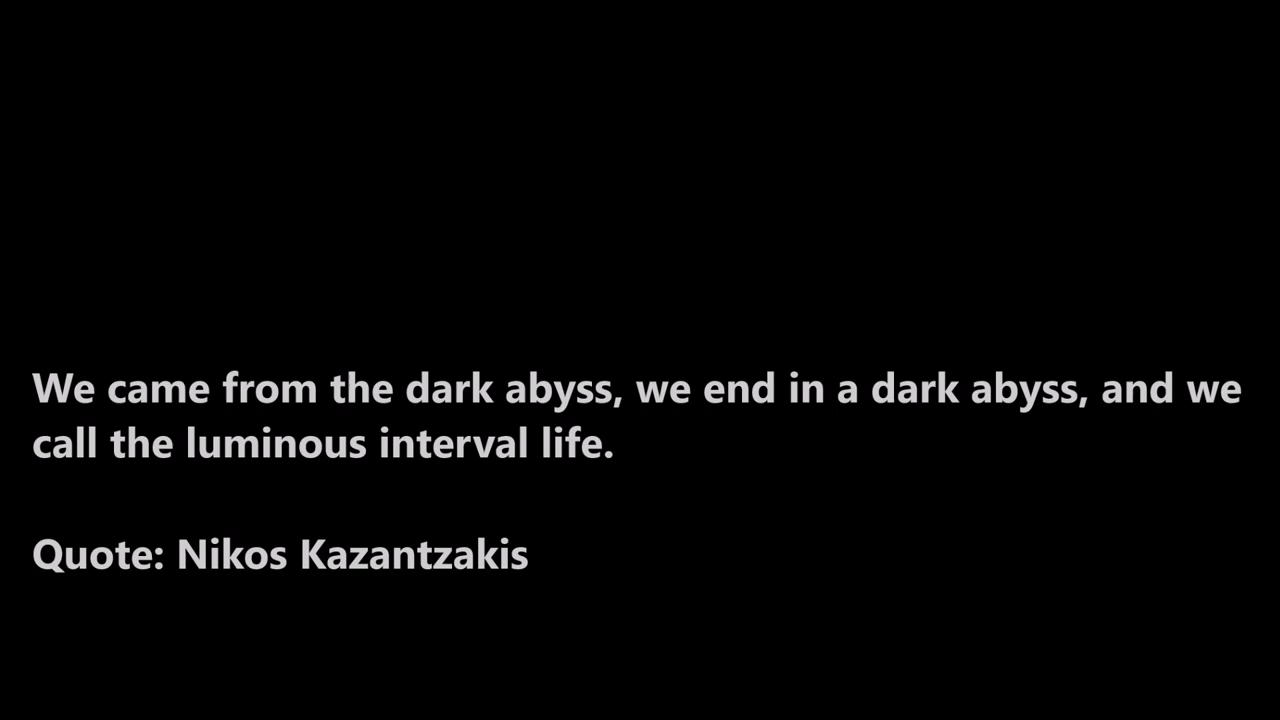 We came from the dark abyss, we end in a dark abyss, and we
call the luminous interval life.
Quote: Nikos Kazantzakis